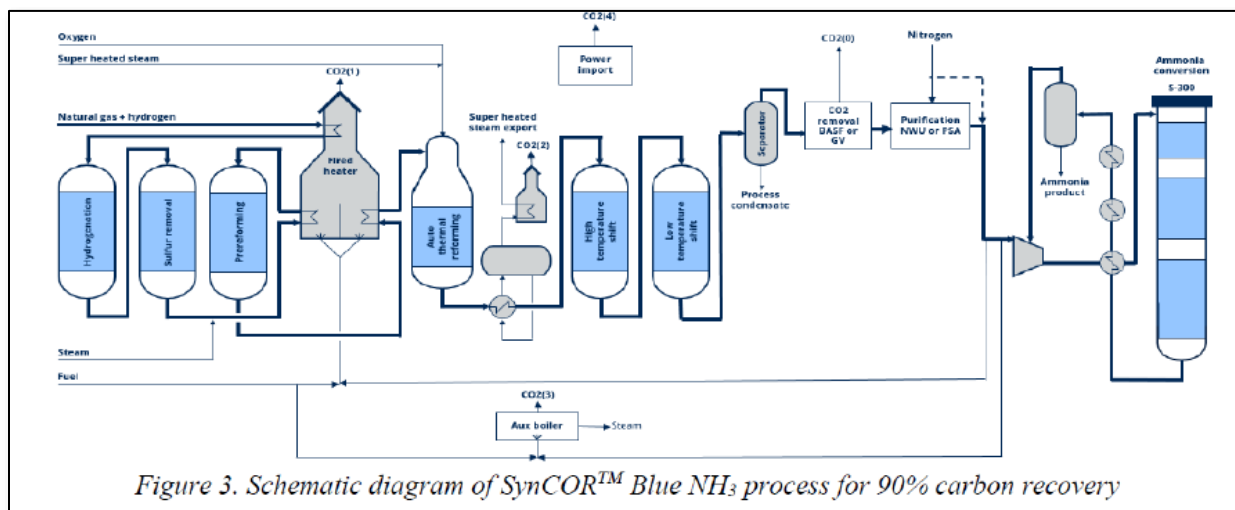 CO2(4)
Oxygen
Super heated steam
CO2(1)
Power
Import
CO2(0)
Nitrogen
Ammonia
conversion
S-300
Natural gas + hydrogen
Super heated
steam export
CO2(2)
Fired
heater
Separator
CO2
removal
BASF or
GV
Purification
NWU or PSA
Process
condensate
Ammonia
product
Hydrogenation
Sulfur removal
Prereforming
Auto
thermal
reforming
High
temperature
shift
Low
temperature
shift
Steam
Fuel
CO2(3)
Aux boiler
Steam
Figure 3. Schematic diagram of SynCOR™ Blue NH₃ process for 90% carbon recovery